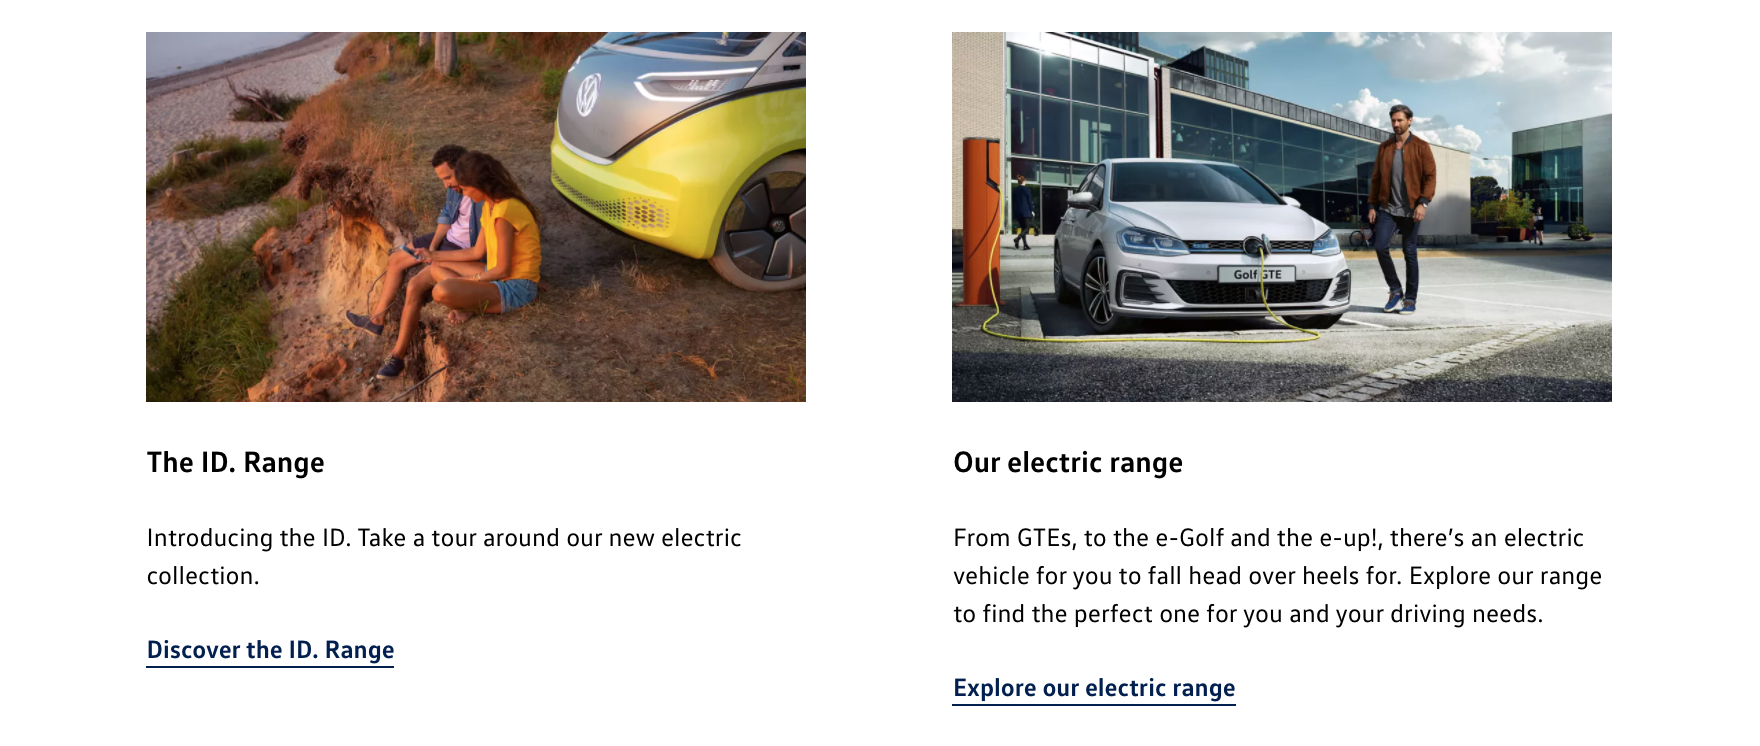 Golf GTE
The ID. Range
Introducing the ID. Take a tour around our new electric
collection.
Discover the ID. Range
Our electric range
From GTEs, to the e-Golf and the e-up!, there’s an electric
vehicle for you to fall head over heels for. Explore our range
to find the perfect one for you and your driving needs.
Explore our electric range